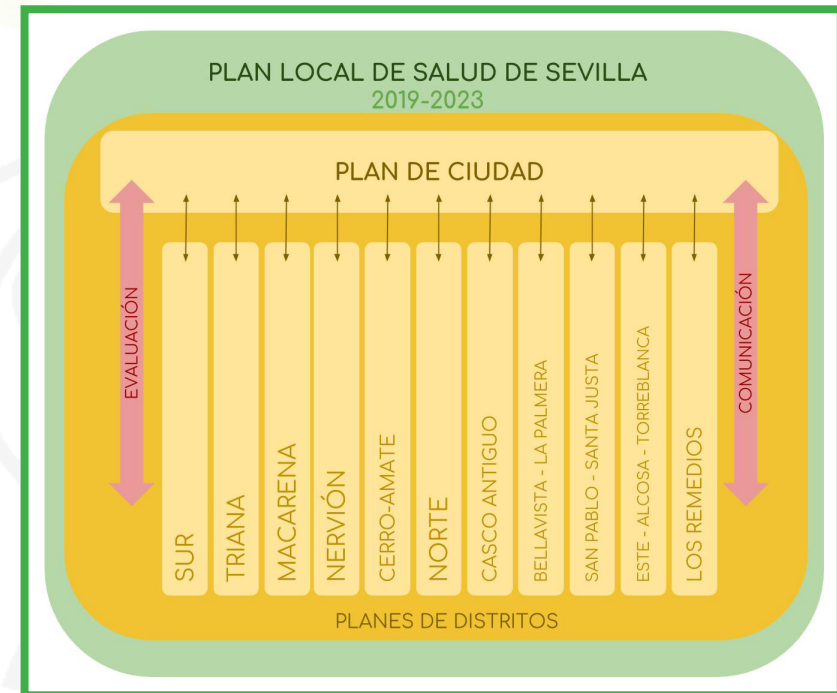 PLAN LOCAL DE SALUD DE SEVILLA
2019-2023
PLAN DE CIUDAD
EVALUACIÓN
SUR
TRIANA
MACARENA
NERVIÓN
CERRO-AMATE
NORTE
CASCO ANTIGUO
BELLAVISTA - LA PALMERA
SAN PABLO - SANTA JUSTA
ESTE - ALCOSA - TORREBLANCA
LOS REMEDIOS
COMUNICACIÓN
PLANES DE DISTRITOS